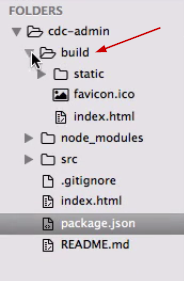 FOLDERS
cdc-admin
build
static
favicon.ico
index.html
node_modules
src
.gitignore
index.html
package.json
README.md